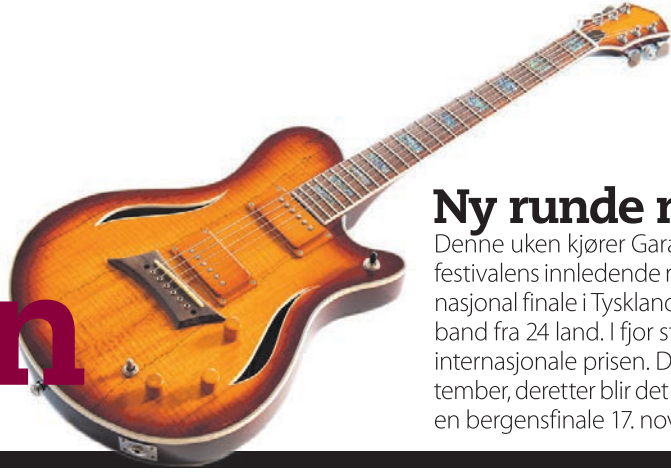 n
Ny runde
Denne uken kjører
festivalens innledende
nasjonal finale i Tyskland
band fra 24 land. I fjor
internasjonale prisen.
tember, deretter blir det
en bergensfinale 17.